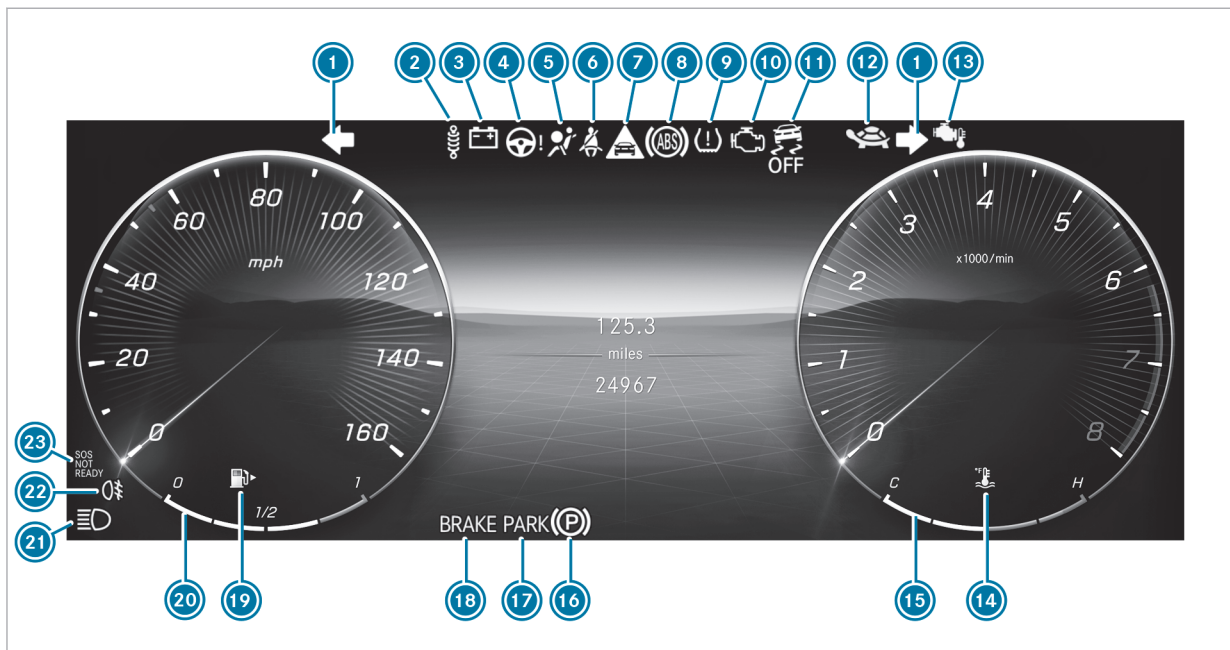 1 2 3 4 5 6 7 8 9 10 11 12 1 13
ABS
OFF
80
60 100
mph
40 120
20 140
0 160
125.3
miles
24967
4
3 5
x1000/min
2 6
1 7
0 8
23 SOS
NOT
READY
22
21
0 1
1/2
BRAKE PARK P
°F
C H
20 19 18 17 16 15 14